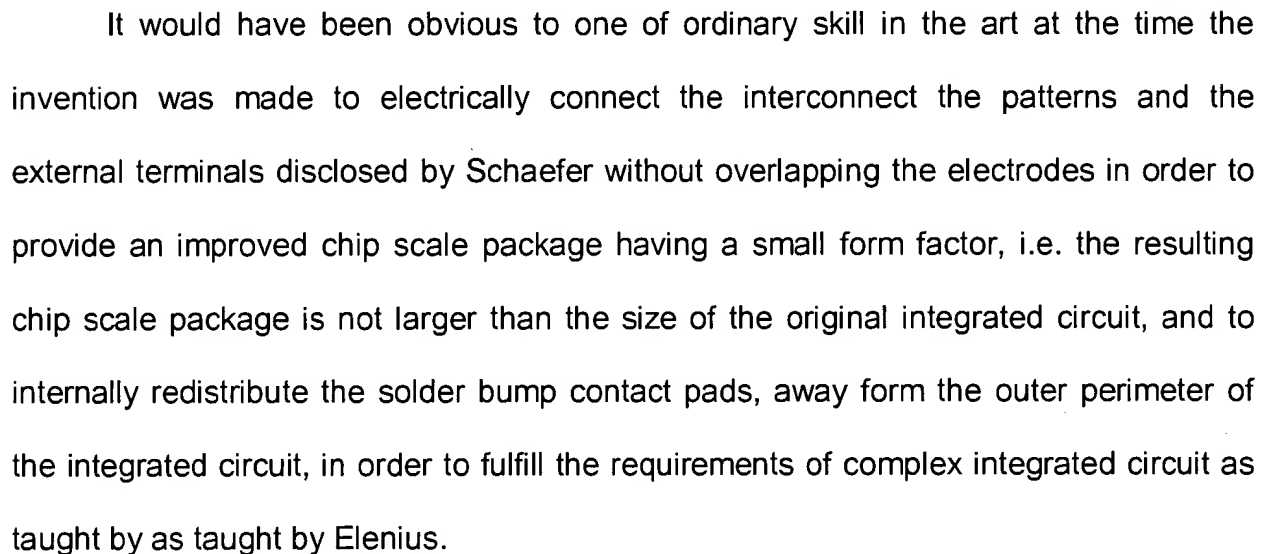 It would have been obvious to one of ordinary skill in the art at the time the
invention was made to electrically connect the interconnect the patterns and the
external terminals disclosed by Schaefer without overlapping the electrodes in order to
provide an improved chip scale package having a small form factor, i.e. the resulting
chip scale package is not larger than the size of the original integrated circuit, and to
internally redistribute the solder bump contact pads, away form the outer perimeter of
the integrated circuit, in order to fulfill the requirements of complex integrated circuit as
taught by as taught by Elenius.